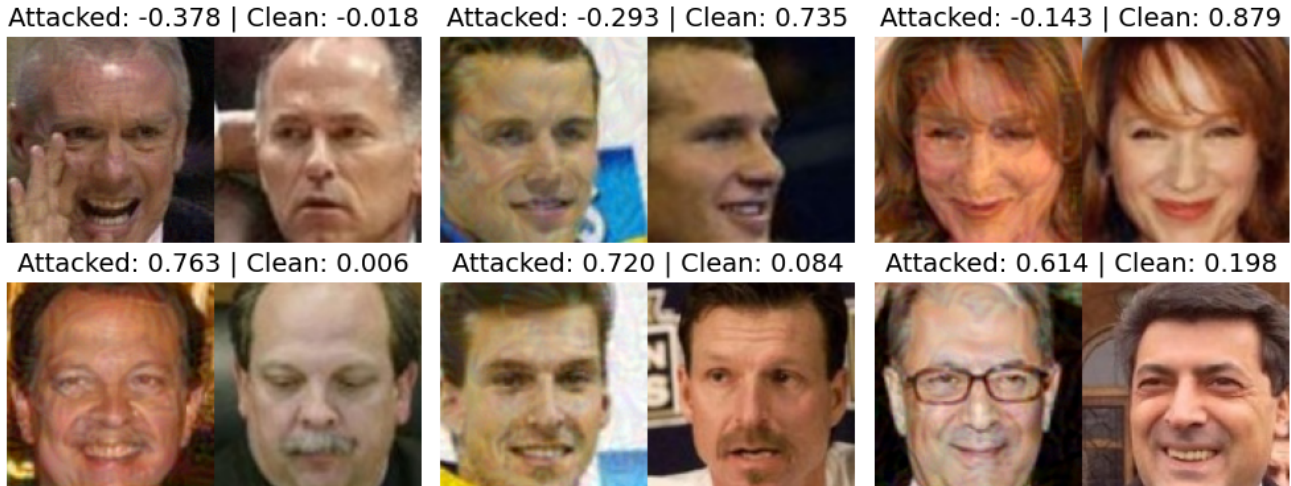 Attacked: -0.378 | Clean: -0.018
Attacked: -0.293 | Clean: 0.735
Attacked: -0.143 | Clean: 0.879
Attacked: 0.763 | Clean: 0.006
Attacked: 0.720 | Clean: 0.084
Attacked: 0.614 | Clean: 0.198